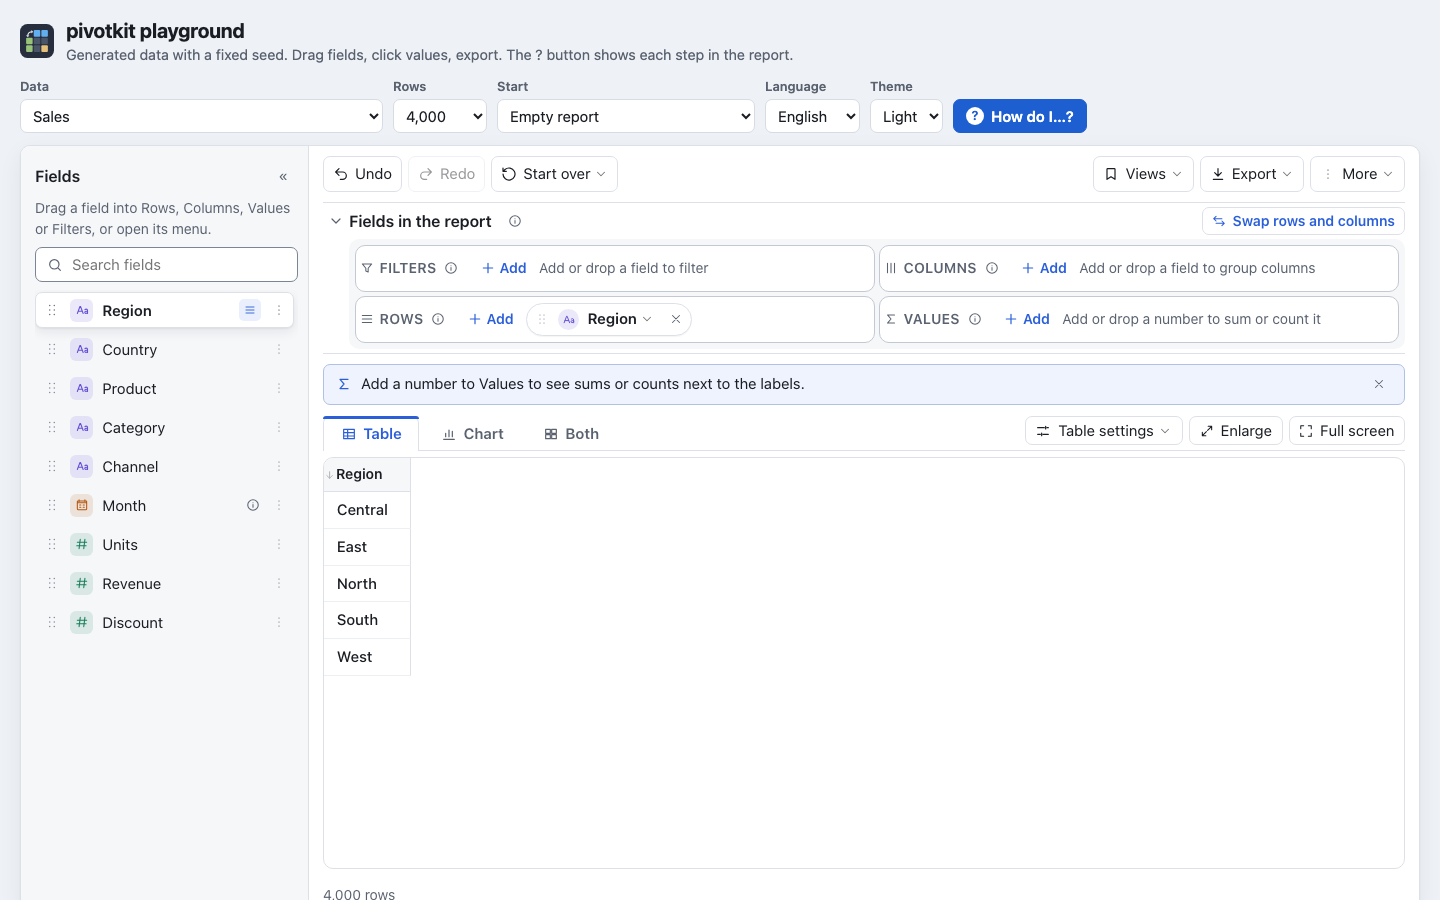 pivotkit playground
Generated data with a fixed seed. Drag fields, click values, export. The ? button shows each step in the report.
Data
Rows
Start
Language
Theme
Sales
4,000
Empty report
English
Light
? How do I...?
Fields
«
Drag a field into Rows, Columns, Values
or Filters, or open its menu.
Search fields
Aa Region
Aa Country
Aa Product
Aa Category
Aa Channel
Month
# Units
# Revenue
# Discount
Undo
Redo
Start over
Views
Export
More
Fields in the report
Swap rows and columns
FILTERS + Add Add or drop a field to filter
COLUMNS + Add Add or drop a field to group columns
ROWS + Add Aa Region
Σ VALUES + Add Add or drop a number to sum or count it
Σ Add a number to Values to see sums or counts next to the labels.
Table
Chart
Both
Table settings
Enlarge
Full screen
↓ Region
Central
East
North
South
West
4,000 rows